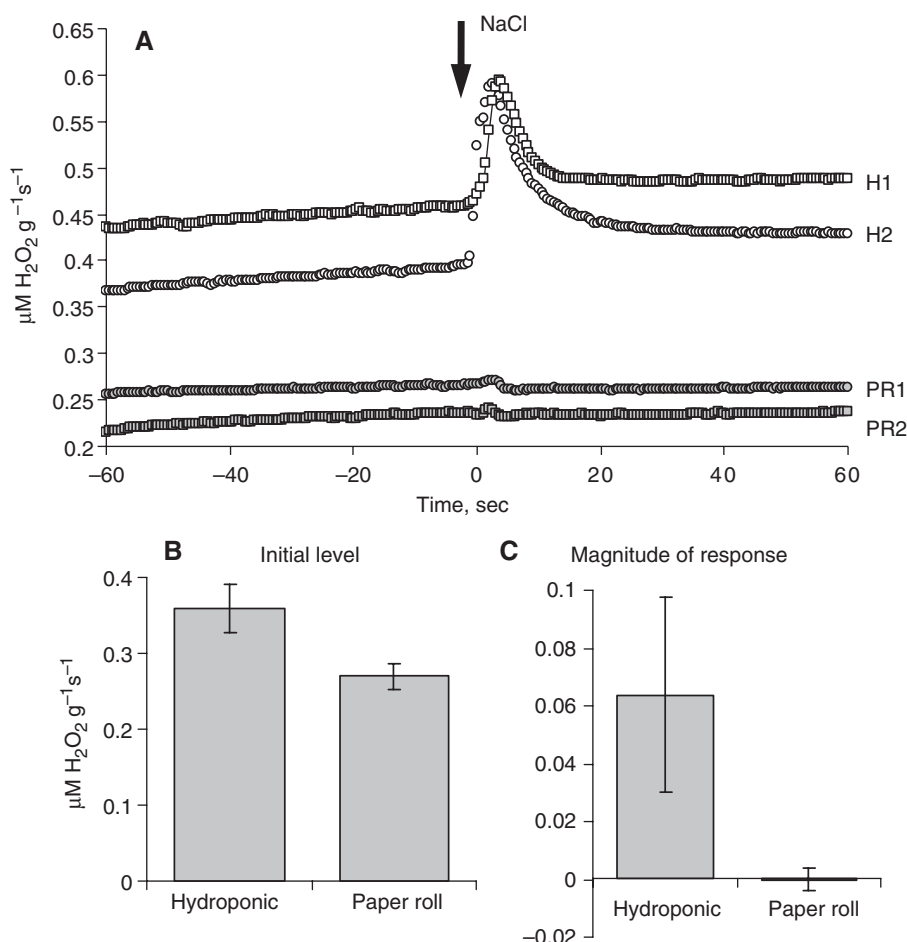 A
NaCl
µM H₂O₂ g⁻¹s⁻¹
0.65
0.6
0.55
0.5
0.45
0.4
0.35
0.3
0.25
0.2
H1
H2
PR1
PR2
–60
–40
–20
0
20
40
60
Time, sec
B
Initial level
µM H₂O₂ g⁻¹s⁻¹
0.4
0.3
0.2
0.1
0
Hydroponic
Paper roll
C
Magnitude of response
0.1
0.08
0.06
0.04
0.02
0
–0.02
Hydroponic
Paper roll